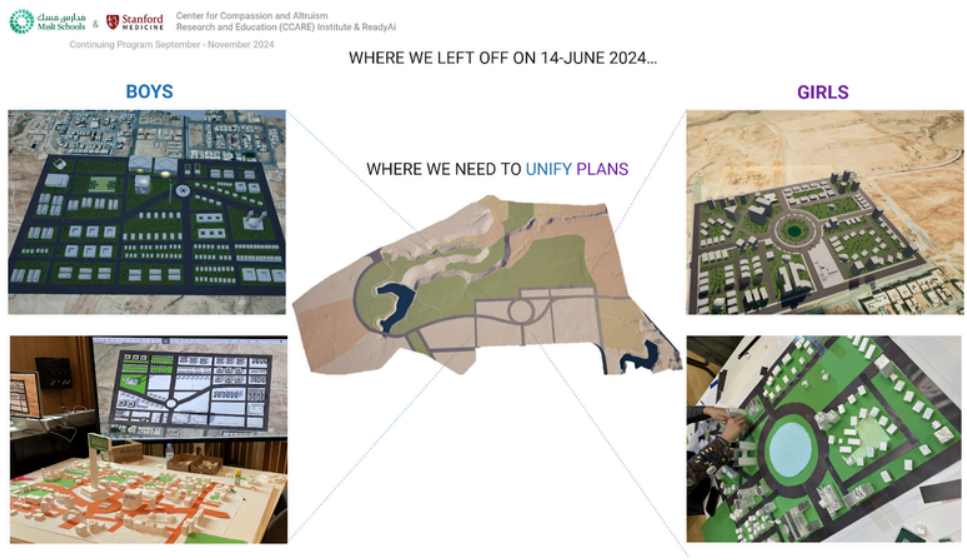 مدارس مسك
Misk Schools
&
Stanford
MEDICINE
Center for Compassion and Altruism
Research and Education (CCARE) Institute & ReadyAi
Continuing Program September - November 2024
WHERE WE LEFT OFF ON 14-JUNE 2024...
BOYS
GIRLS
WHERE WE NEED TO UNIFY PLANS